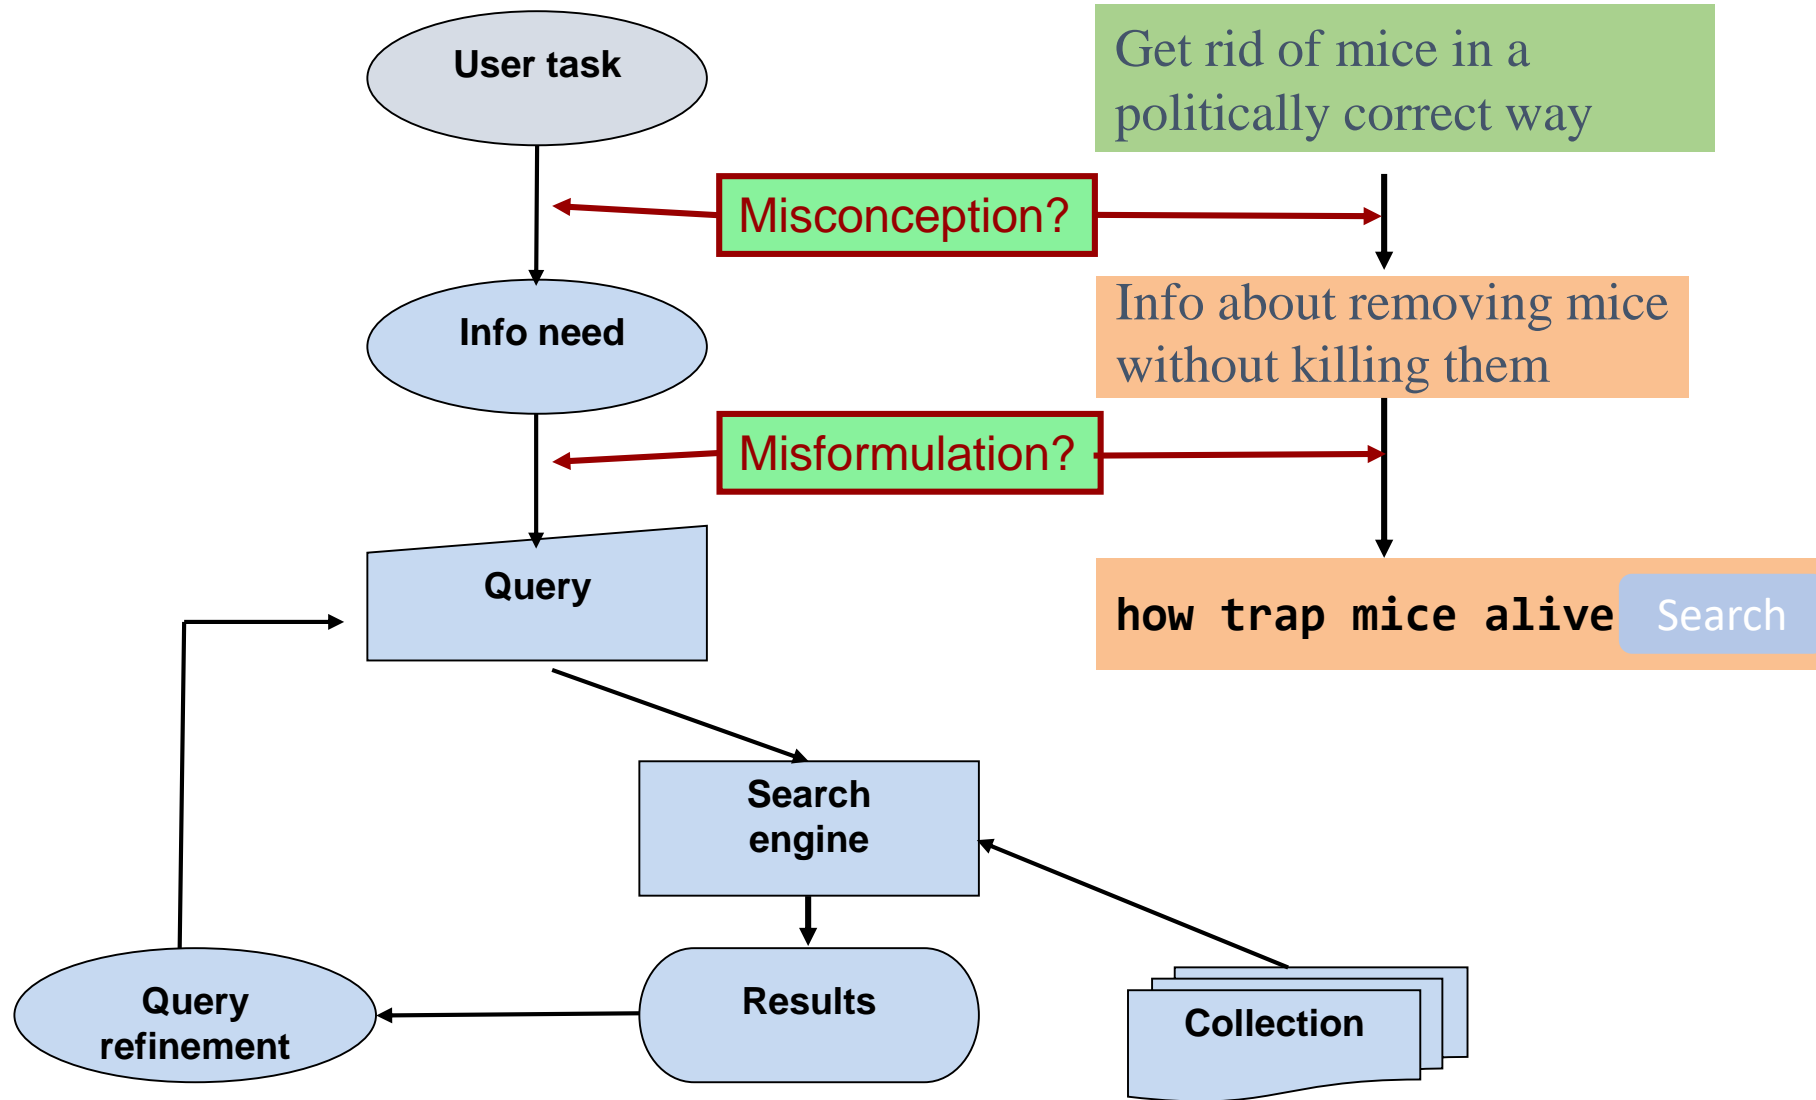 User task
Get rid of mice in a
politically correct way
Misconception?
Info need
Info about removing mice
without killing them
Misformulation?
Query
how trap mice alive
Search
Search
engine
Results
Query
refinement
Collection